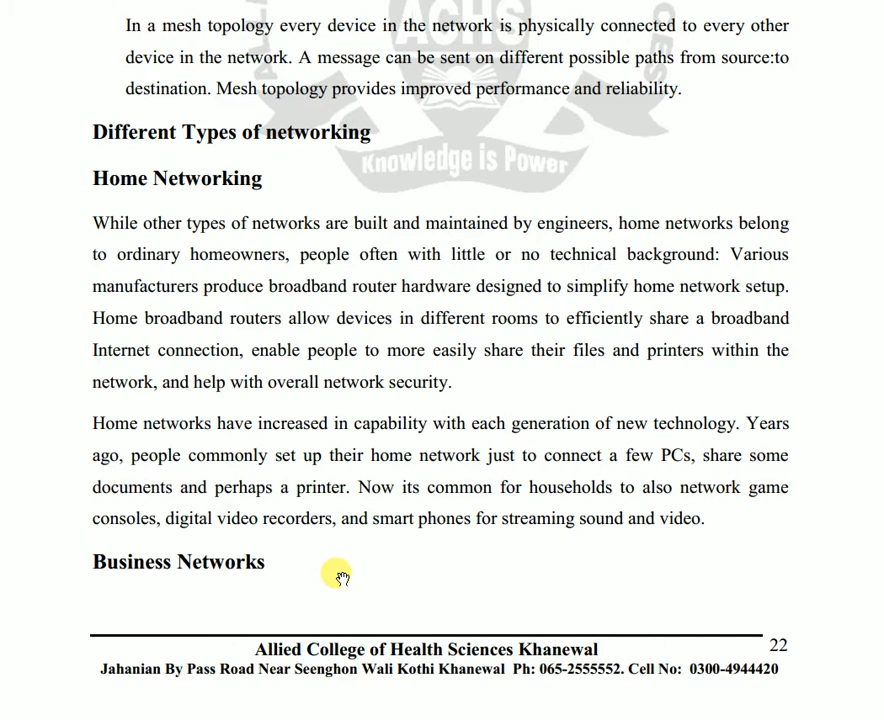 ACHS
In a mesh topology every device in the network is physically connected to every other
device in the network. A message can be sent on different possible paths from source:to
destination. Mesh topology provides improved performance and reliability.
Different Types of networking
Knowledge is Power
Home Networking
While other types of networks are built and maintained by engineers, home networks belong
to ordinary homeowners, people often with little or no technical background: Various
manufacturers produce broadband router hardware designed to simplify home network setup.
Home broadband routers allow devices in different rooms to efficiently share a broadband
Internet connection, enable people to more easily share their files and printers within the
network, and help with overall network security.
Home networks have increased in capability with each generation of new technology. Years
ago, people commonly set up their home network just to connect a few PCs, share some
documents and perhaps a printer. Now its common for households to also network game
consoles, digital video recorders, and smart phones for streaming sound and video.
Business Networks
Allied College of Health Sciences Khanewal
22
Jahanian By Pass Road Near Seenghon Wali Kothi Khanewal Ph: 065-2555552. Cell No: 0300-4944420